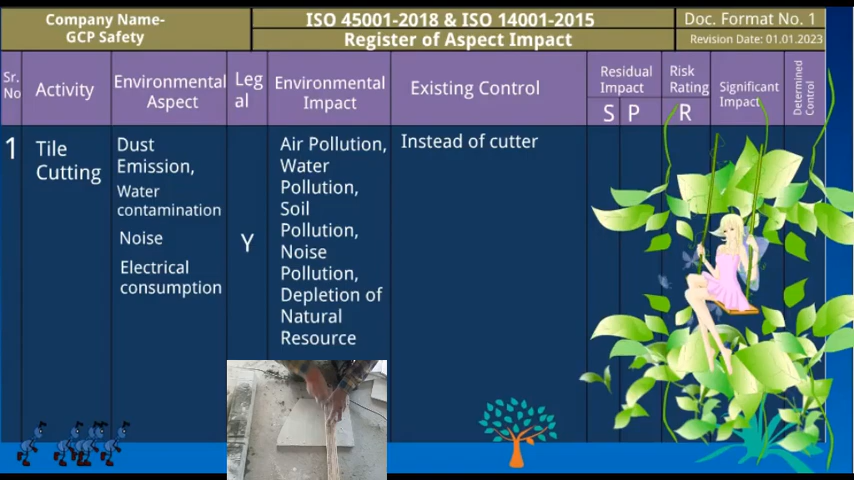 Company Name-
GCP Safety
ISO 45001-2018 & ISO 14001-2015
Register of Aspect Impact
Doc. Format No. 1
Revision Date: 01.01.2023
Sr.
No
Activity
Environmental
Aspect
Leg
al
Environmental
Impact
Existing Control
Residual
Impact
S P
Risk
Rating
R
Significant
Impact
Determined
Control
1
Tile
Cutting
Dust
Emission,
Water
contamination
Noise
Electrical
consumption
Y
Air Pollution,
Water
Pollution,
Soil
Pollution,
Noise
Pollution,
Depletion of
Natural
Resource
Instead of cutter